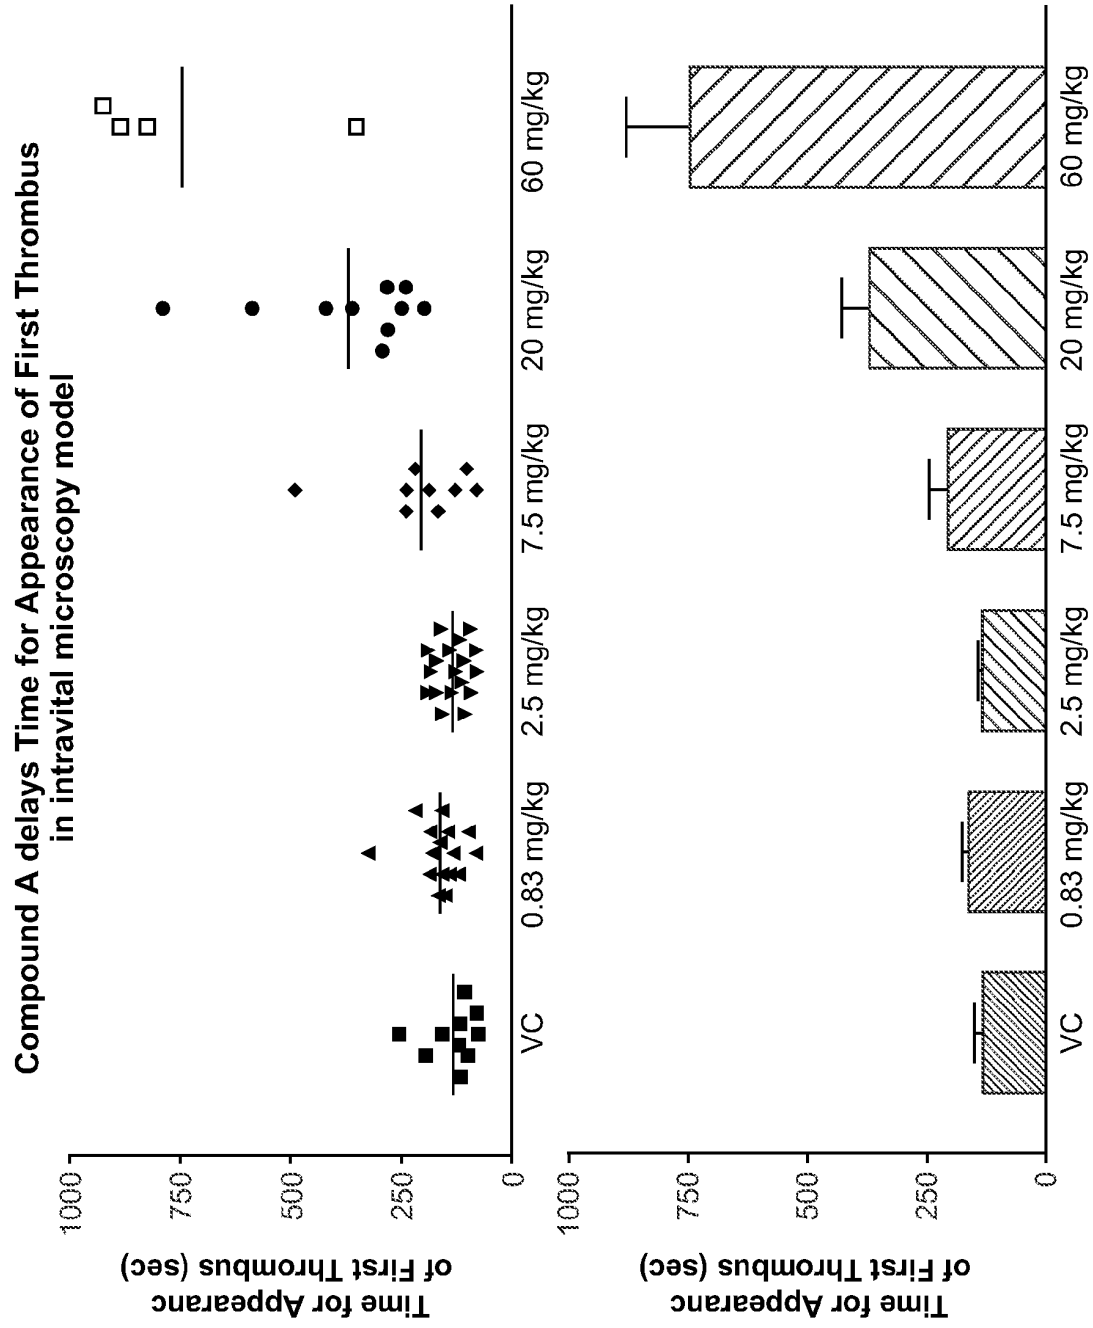 Compound A delays Time for Appearance of First Thrombus
in intravital microscopy model
Time for Appearanc
of First Thrombus (sec)
1000
750
500
250
0
VC
0.83 mg/kg
2.5 mg/kg
7.5 mg/kg
20 mg/kg
60 mg/kg
Time for Appearanc
of First Thrombus (sec)
1000
750
500
250
0
VC
0.83 mg/kg
2.5 mg/kg
7.5 mg/kg
20 mg/kg
60 mg/kg